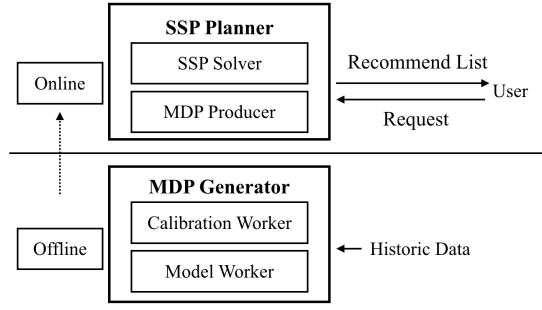 SSP Planner
SSP Solver
MDP Producer
Online
Recommend List
User
Request
MDP Generator
Calibration Worker
Model Worker
Offline
Historic Data